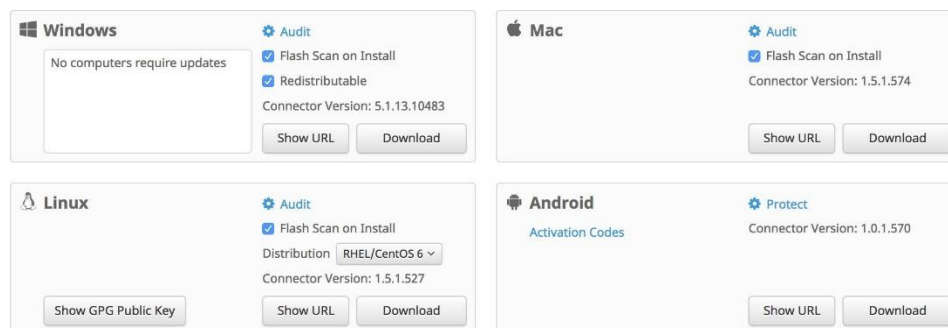 Windows
Audit
No computers require updates
Flash Scan on Install
Redistributable
Connector Version: 5.1.13.10483
Show URL
Download
Mac
Audit
Flash Scan on Install
Connector Version: 1.5.1.574
Show URL
Download
Linux
Audit
Flash Scan on Install
Distribution RHEL/CentOS 6
Connector Version: 1.5.1.527
Show GPG Public Key
Show URL
Download
Android
Protect
Activation Codes
Connector Version: 1.0.1.570
Show URL
Download